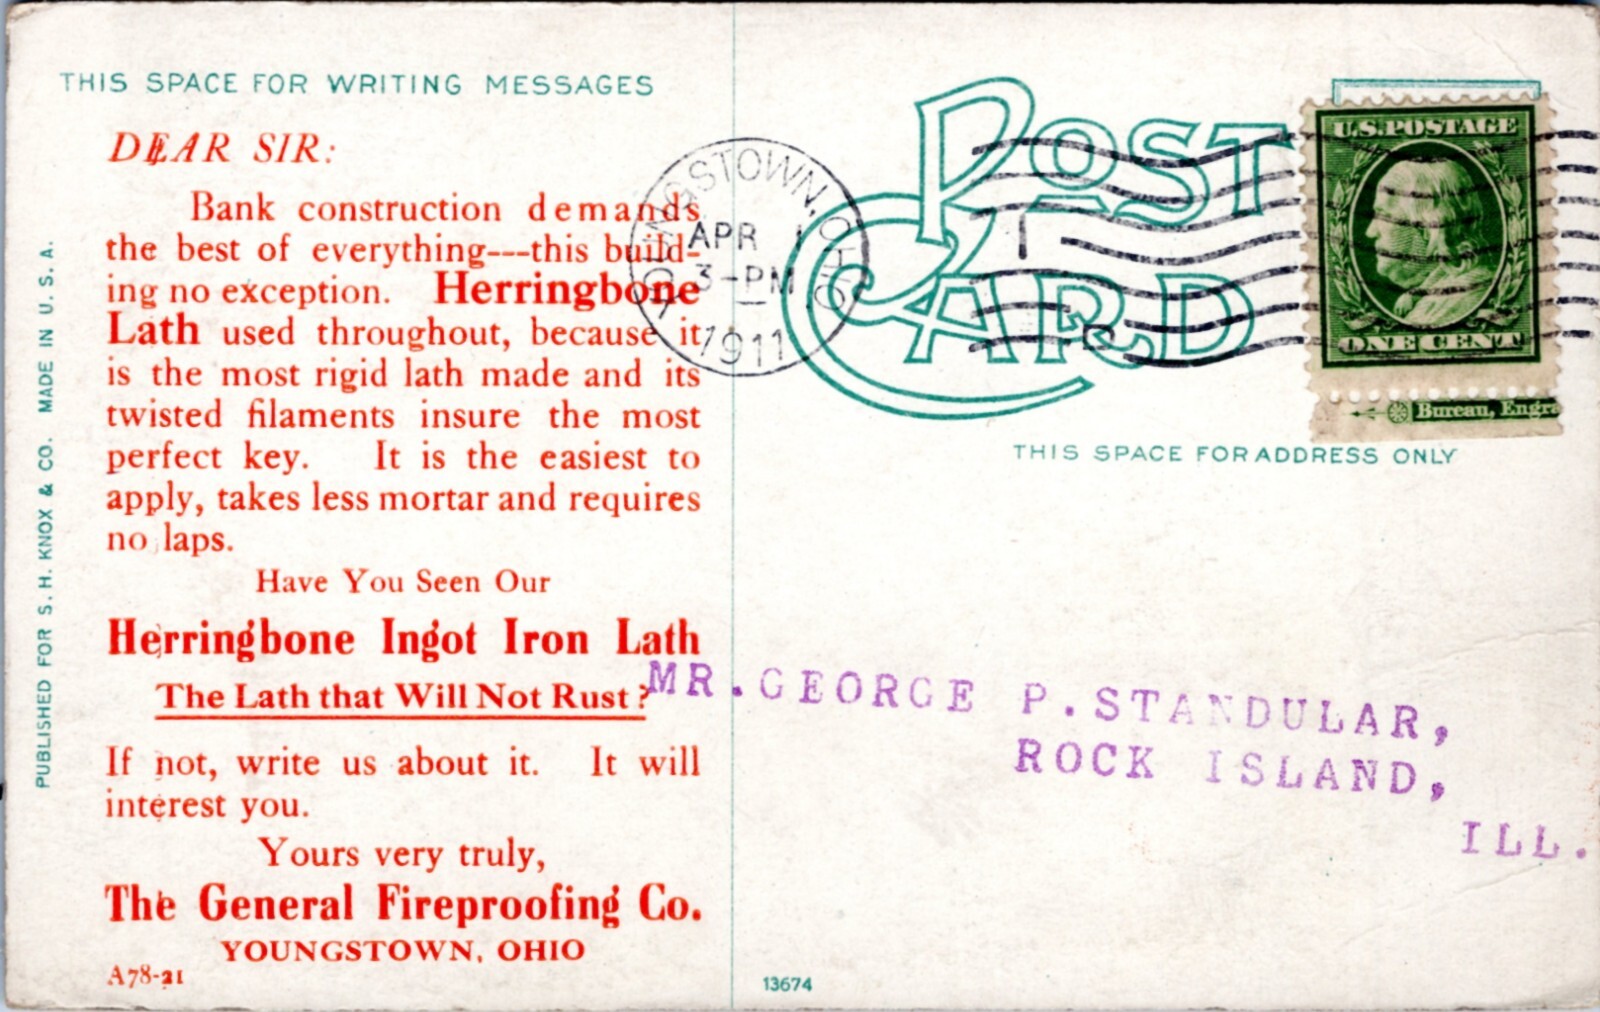 THIS SPACE FOR WRITING MESSAGES
DEAR SIR:
Bank construction demands
the best of everything---this build-
ing no exception. Herringbone
Lath used throughout, because it
is the most rigid lath made and its
twisted filaments insure the most
perfect key. It is the easiest to
apply, takes less mortar and requires
no laps.
Have You Seen Our
Herringbone Ingot Iron Lath
The Lath that Will Not Rust?
If not, write us about it. It will
interest you.
Yours very truly,
The General Fireproofing Co.
YOUNGSTOWN, OHIO
A78-21
PUBLISHED FOR S. H. KNOX & CO. MADE IN U. S. A.
YOUNGSTOWN, OHIO
APR 1
3-PM
1911
POST
CARD
1
U.S. POSTAGE
ONE CENT
Bureau, Engra
THIS SPACE FOR ADDRESS ONLY
MR. GEORGE P. STANDULAR,
ROCK ISLAND,
ILL.
13674